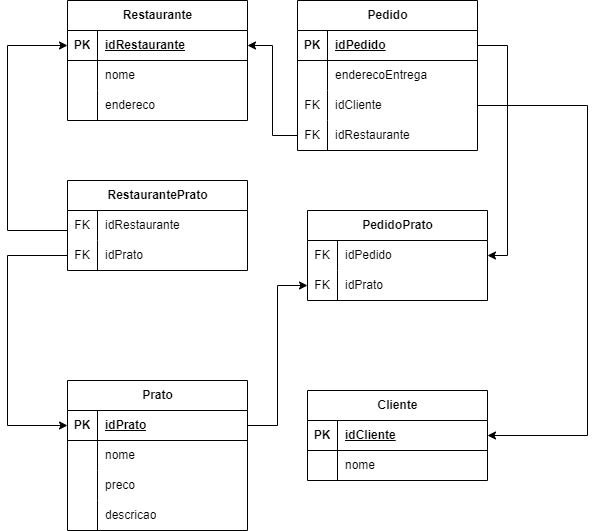 Restaurante
PK idRestaurante
nome
endereco
Pedido
PK idPedido
enderecoEntrega
FK idCliente
FK idRestaurante
RestaurantePrato
FK idRestaurante
FK idPrato
PedidoPrato
FK idPedido
FK idPrato
Prato
PK idPrato
nome
preco
descricao
Cliente
PK idCliente
nome